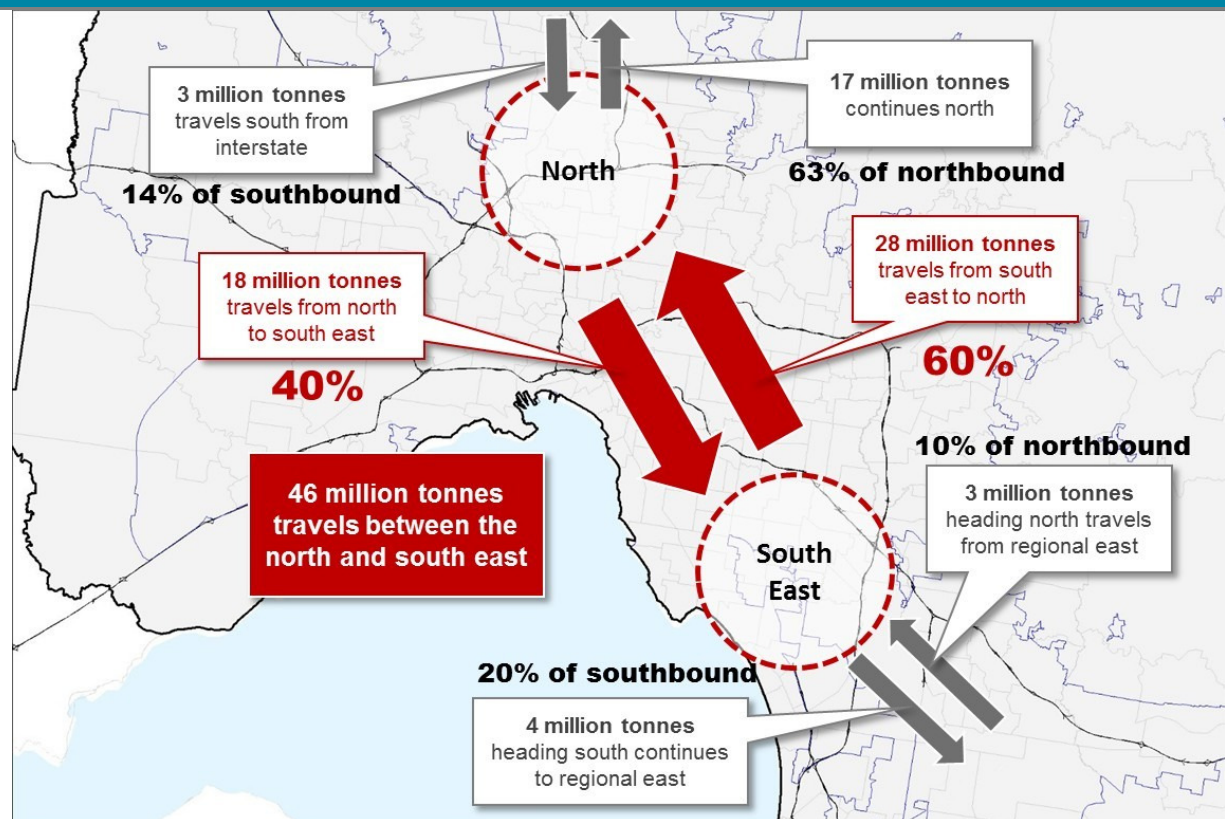 3 million tonnes
travels south from
interstate
14% of southbound
North
17 million tonnes
continues north
63% of northbound
18 million tonnes
travels from north
to south east
40%
28 million tonnes
travels from south
east to north
60%
46 million tonnes
travels between the
north and south east
10% of northbound
3 million tonnes
heading north travels
from regional east
South
East
20% of southbound
4 million tonnes
heading south continues
to regional east